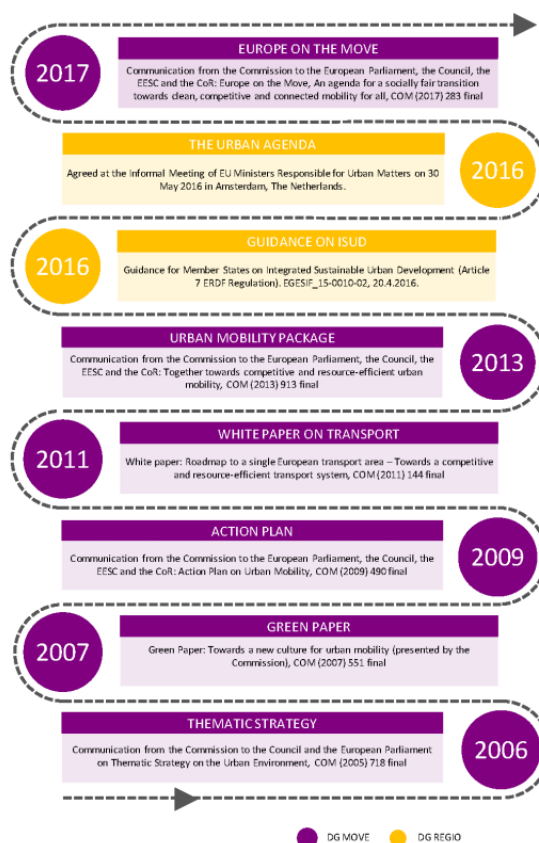 EUROPE ON THE MOVE
2017
Communication from the Commission to the European Parliament, the Council, the
EESC and the CoR: Europe on the Move, An agenda for a socially fair transition
towards clean, competitive and connected mobility for all, COM (2017) 283 final
THE URBAN AGENDA
Agreed at the Informal Meeting of EU Ministers Responsible for Urban Matters on 30
May 2016 in Amsterdam, The Netherlands.
2016
GUIDANCE ON ISUD
2016
Guidance for Member States on Integrated Sustainable Urban Development (Article
7 ERDF Regulation). EGESIF_15-0010-02, 20.4.2016.
URBAN MOBILITY PACKAGE
Communication from the Commission to the European Parliament, the Council, the
EESC and the CoR: Together towards competitive and resource-efficient urban
mobility, COM (2013) 913 final
2013
WHITE PAPER ON TRANSPORT
2011
White paper: Roadmap to a single European transport area – Towards a competitive
and resource-efficient transport system, COM (2011) 144 final
ACTION PLAN
Communication from the Commission to the European Parliament, the Council, the
EESC and the CoR: Action Plan on Urban Mobility, COM (2009) 490 final
2009
GREEN PAPER
2007
Green Paper: Towards a new culture for urban mobility (presented by the
Commission), COM (2007) 551 final
THEMATIC STRATEGY
Communication from the Commission to the Council and the European Parliament
on Thematic Strategy on the Urban Environment, COM (2005) 718 final
2006
DG MOVE
DG REGIO